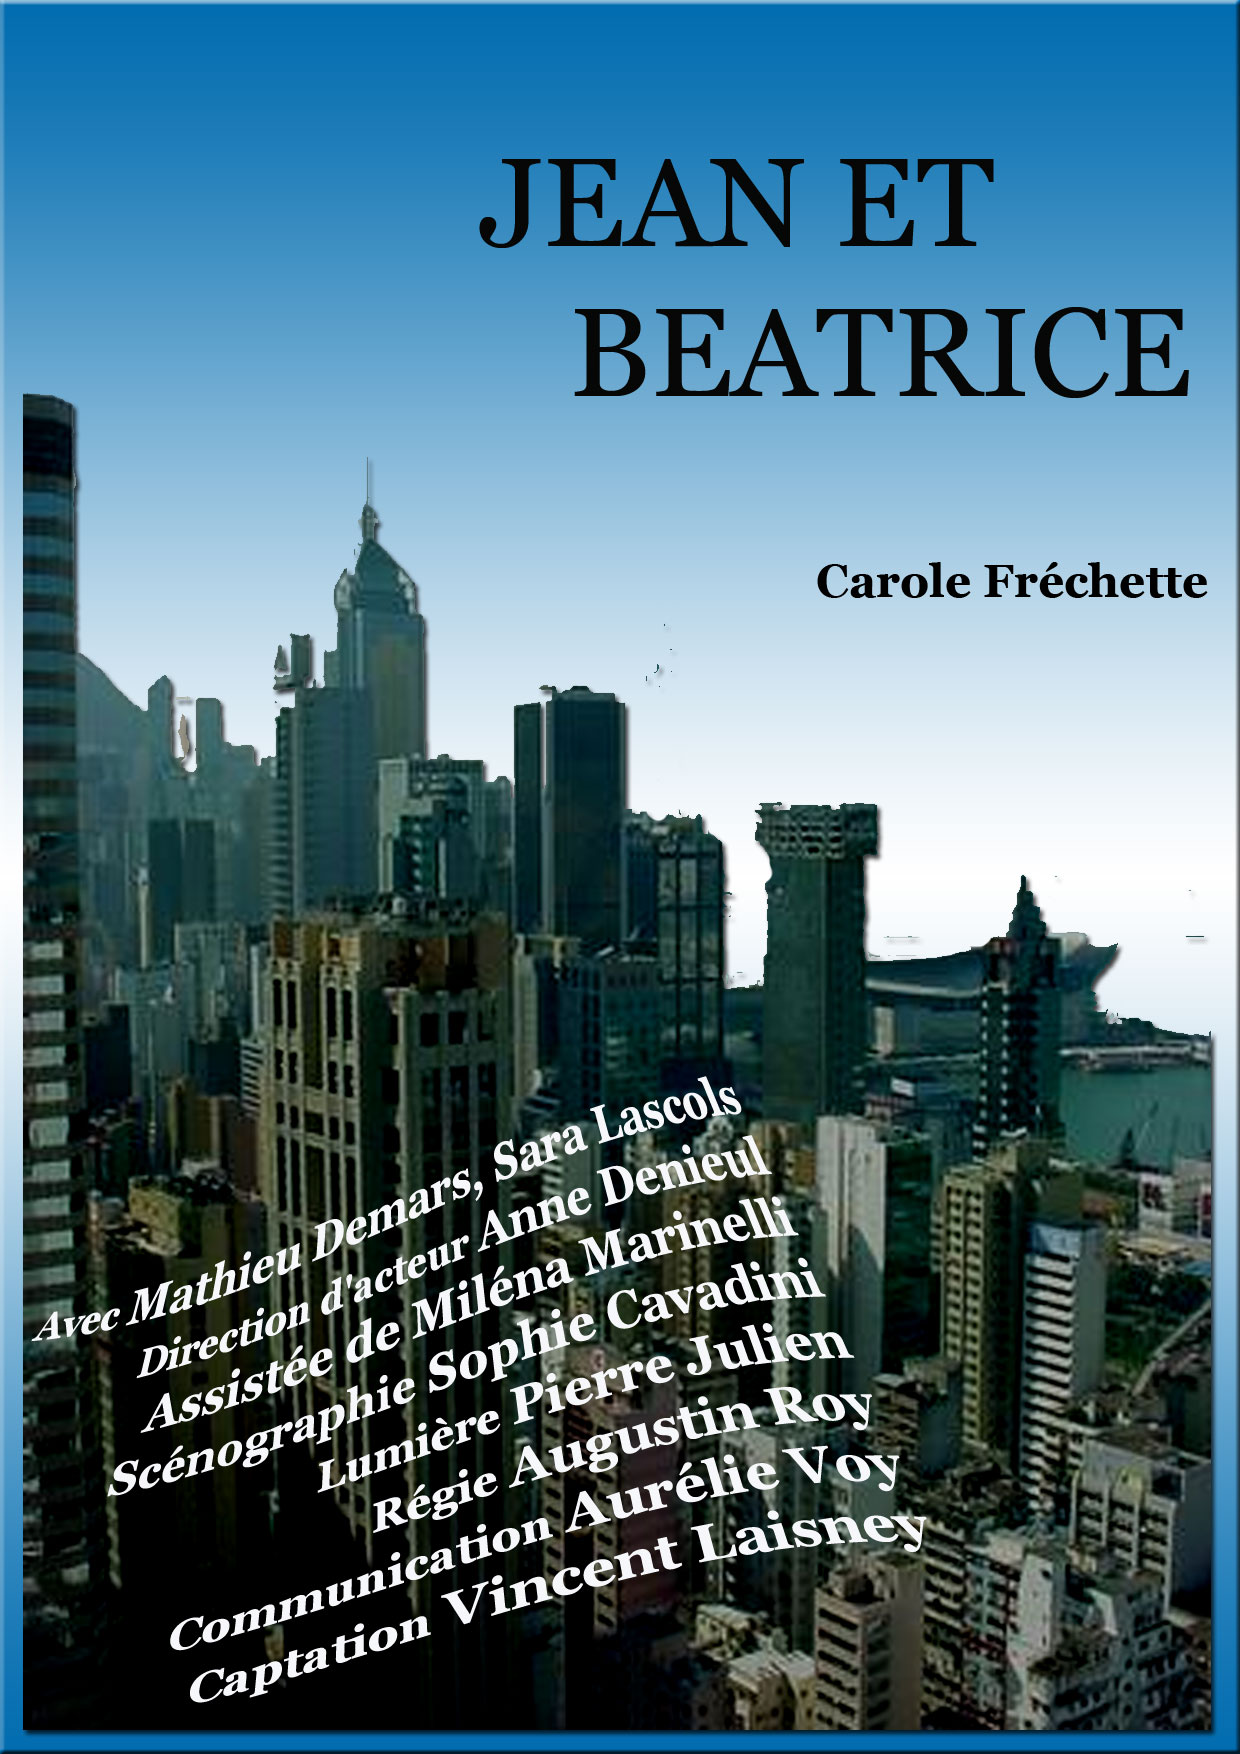 JEAN ET
BEATRICE
Carole Fréchette
Avec Mathieu Demars, Sara Lascols
Direction d'acteur Anne Denieul
Assistée de Miléna Marinelli
Scénographie Sophie Cavadini
Lumière Pierre Julien
Régie Augustin Roy
Communication Aurélie Voy
Captation Vincent Laisney